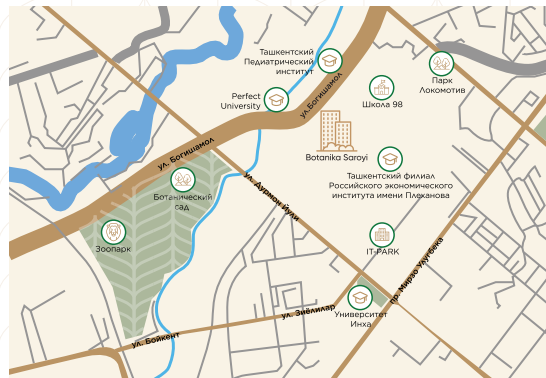 Ташкентский
Педиатрический
институт
Парк
Локомотив
Perfect
University
ул.Богишамол
Школа 98
Botanika Saroyi
ул. Богишамол
Ташкентский филиал
Российского экономического
института имени Плеханова
Ботанический
сад
ул. Дурмон Йули
Зоопарк
IT-PARK
пр. Мирзо Улугбека
ул. Зиёлилар
Университет
Инха
ул. Бойкент